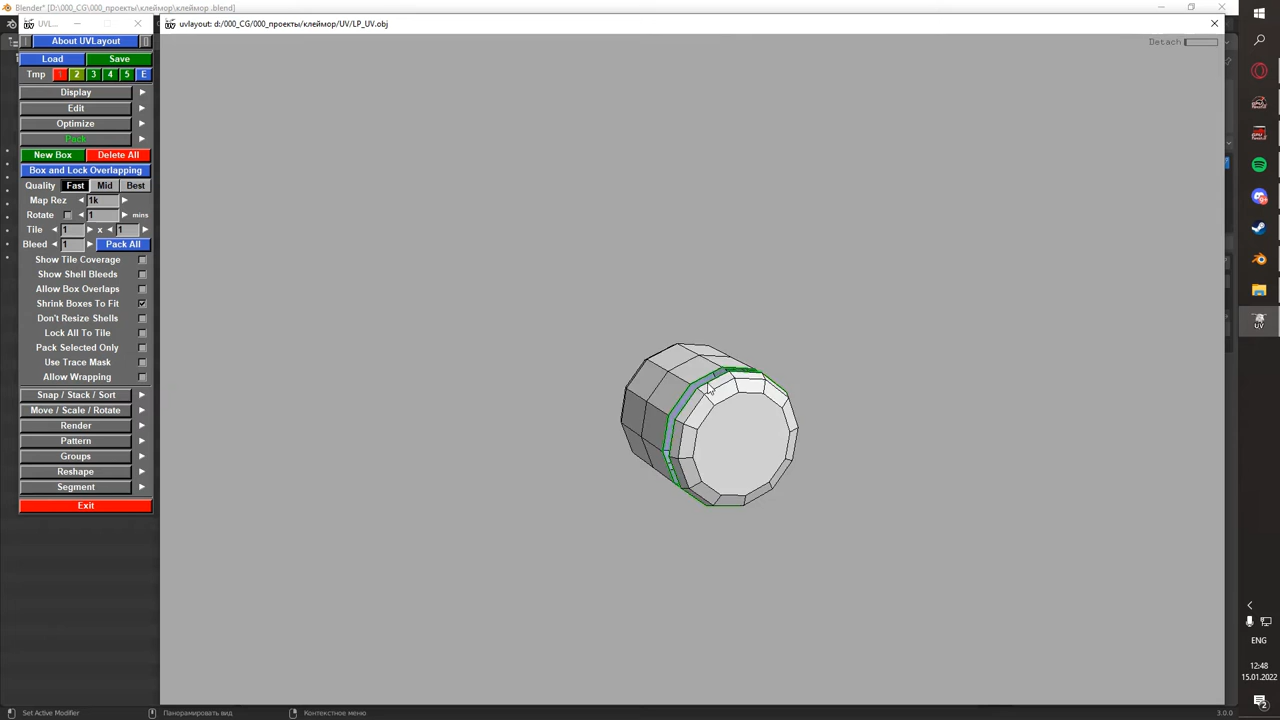 Blender* [D:\000_CG\000_проекты\клеймор\клеймор .blend]
UVL...
uvlayout: d:/000_CG/000_проекты/клеймор/UV/LP_UV.obj
About UVLayout
Load
Save
Tmp 1 2 3 4 5 E
Display
Edit
Optimize
Pack
New Box
Delete All
Box and Lock Overlapping
Quality Fast Mid Best
Map Rez 1k
Rotate 1 mins
Tile 1 x 1
Bleed 1 Pack All
Show Tile Coverage
Show Shell Bleeds
Allow Box Overlaps
Shrink Boxes To Fit
Don't Resize Shells
Lock All To Tile
Pack Selected Only
Use Trace Mask
Allow Wrapping
Snap / Stack / Sort
Move / Scale / Rotate
Render
Pattern
Groups
Reshape
Segment
Exit
Detach
UV
ENG
12:48
15.01.2022
2
Set Active Modifier
Панорамировать вид
Контекстное меню
3.0.0